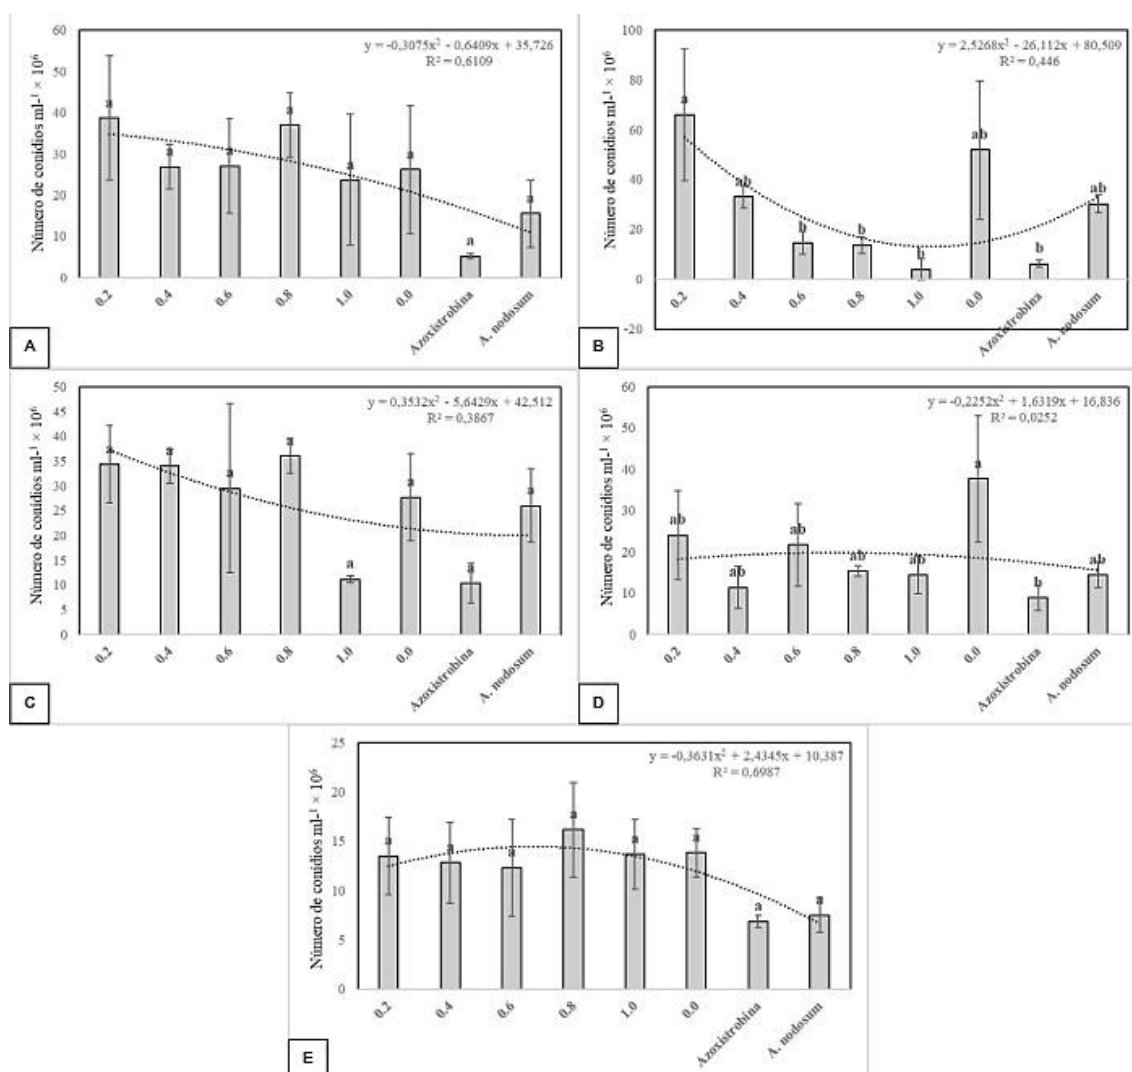 60
50
40
30
20
10
0
Número de conidios ml-¹ × 10⁶
y = -0,3075x² - 0,6409x + 35,726
R² = 0,6109
a a a a a a a a
0.2 0.4 0.6 0.8 1.0 0.0 Azoxistrobina A. nodosum
A
100
80
60
40
20
0
-20
Número de conidios ml-¹ × 10⁶
y = 2,5268x² - 26,112x + 80,509
R² = 0,446
a ab b b b ab b ab
0.2 0.4 0.6 0.8 1.0 0.0 Azoxistrobina A. nodosum
B
50
45
40
35
30
25
20
15
10
5
0
Número de conidios ml-¹ × 10⁶
y = 0,3532x² - 5,6429x + 42,512
R² = 0,3867
a a a a a a a a
0.2 0.4 0.6 0.8 1.0 0.0 Azoxistrobina A. nodosum
C
60
50
40
30
20
10
0
Número de conidios ml-¹ × 10⁶
y = -0,2252x² + 1,6319x + 16,836
R² = 0,0252
ab ab ab ab ab a b ab
0.2 0.4 0.6 0.8 1.0 0.0 Azoxistrobina A. nodosum
D
25
20
15
10
5
0
Número de conidios ml-¹ × 10⁶
y = -0,3631x² + 2,4345x + 10,387
R² = 0,6987
a a a a a a a a
0.2 0.4 0.6 0.8 1.0 0.0 Azoxistrobina A. nodosum
E